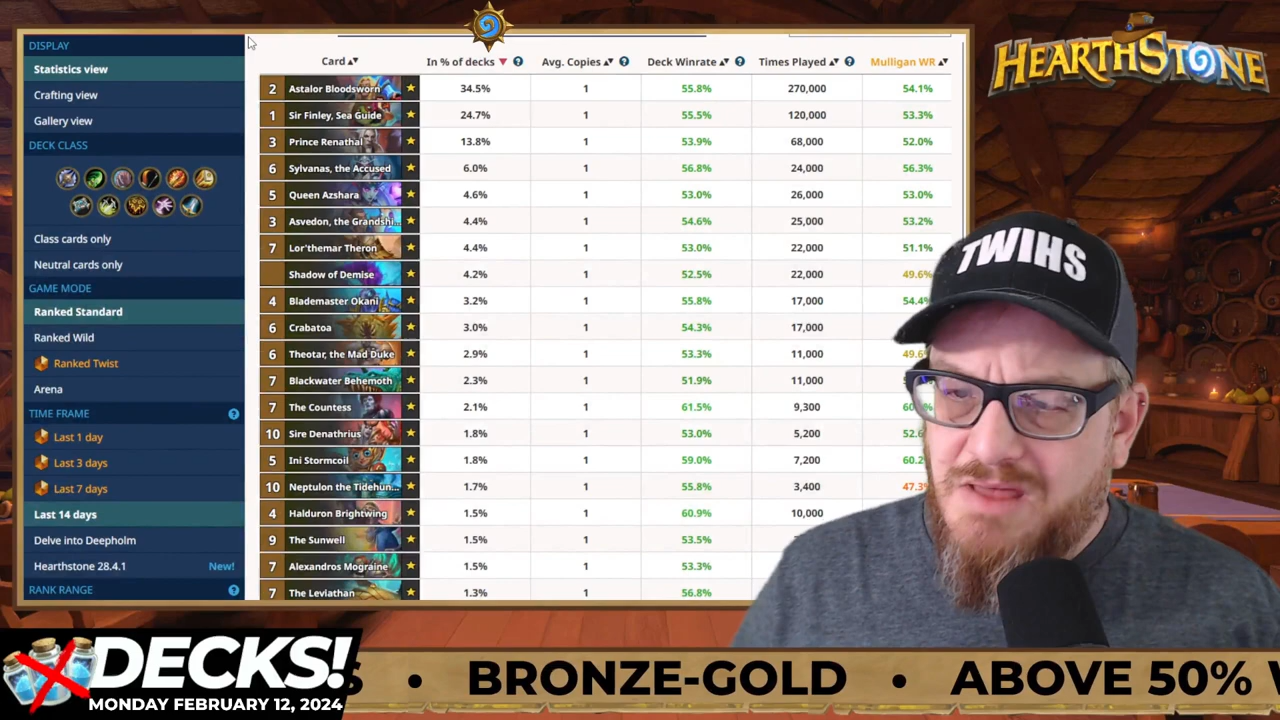 DISPLAY
Statistics view
Crafting view
Gallery view
DECK CLASS
Class cards only
Neutral cards only
GAME MODE
Ranked Standard
Ranked Wild
Ranked Twist
Arena
TIME FRAME ?
Last 1 day
Last 3 days
Last 7 days
Last 14 days
Delve into Deepholm
Hearthstone 28.4.1 New!
RANK RANGE ?
Card In % of decks ? Avg. Copies ? Deck Winrate ? Times Played ? Mulligan WR
2 Astalor Bloodsworn 34.5% 1 55.8% 270,000 54.1%
1 Sir Finley, Sea Guide 24.7% 1 55.5% 120,000 53.3%
3 Prince Renathal 13.8% 1 53.9% 68,000 52.0%
6 Sylvanas, the Accused 6.0% 1 56.8% 24,000 56.3%
5 Queen Azshara 4.6% 1 53.0% 26,000 53.0%
3 Asvedon, the Grandshi... 4.4% 1 54.6% 25,000 53.2%
7 Lor'themar Theron 4.4% 1 53.0% 22,000 51.1%
Shadow of Demise 4.2% 1 52.5% 22,000 49.6%
4 Blademaster Okani 3.2% 1 55.8% 17,000 54.4%
6 Crabatoa 3.0% 1 54.3% 17,000
6 Theotar, the Mad Duke 2.9% 1 53.3% 11,000 49.6
7 Blackwater Behemoth 2.3% 1 51.9% 11,000
7 The Countess 2.1% 1 61.5% 9,300 60
10 Sire Denathrius 1.8% 1 53.0% 5,200 52.6
5 Ini Stormcoil 1.8% 1 59.0% 7,200 60.2
10 Neptulon the Tidehun... 1.7% 1 55.8% 3,400 47.3
4 Halduron Brightwing 1.5% 1 60.9% 10,000
9 The Sunwell 1.5% 1 53.5%
7 Alexandros Mograine 1.5% 1 53.3%
7 The Leviathan 1.3% 1 56.8%
HEARTHSTONE
TWIHS
DECKS!
MONDAY FEBRUARY 12, 2024
S • BRONZE-GOLD • ABOVE 50%